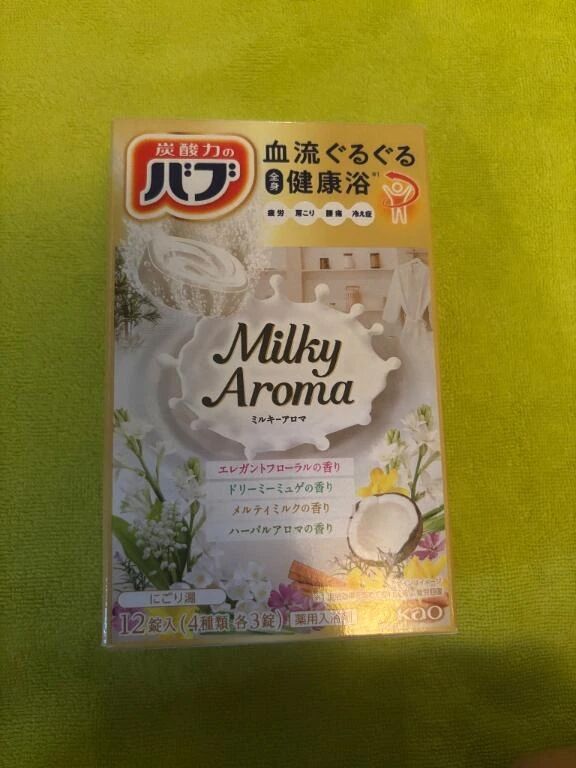 炭酸力の
バブ
血流ぐるぐる
全身
健康浴※1
疲労 肩こり 腰痛 冷え症
Milky
Aroma
ミルキーアロマ
エレガントフローラルの香り
ドリーミーミュゲの香り
メルティミルクの香り
ハーバルアロマの香り
にごり湯
12錠入(4種類 各3錠)
薬用入浴剤
Kao